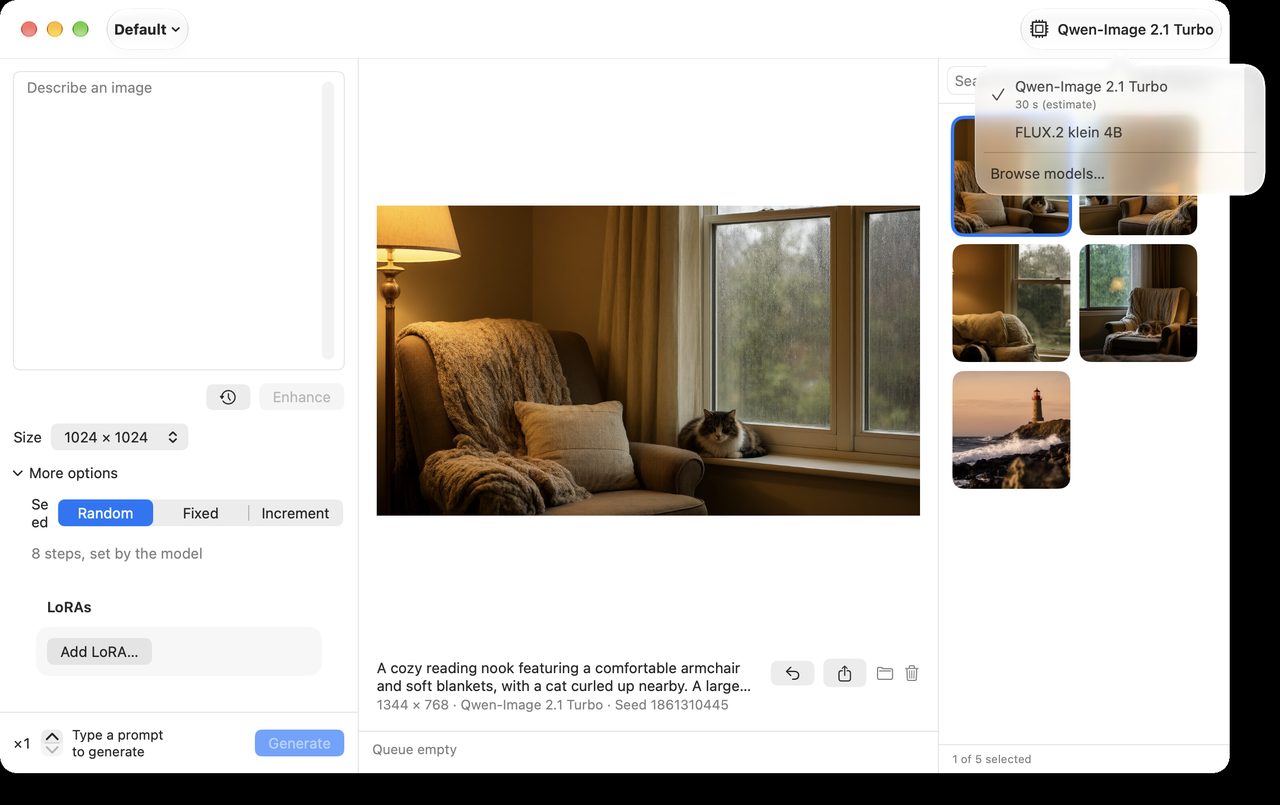 Default
Qwen-Image 2.1 Turbo
Describe an image
Enhance
Size
1024 × 1024
More options
Se
ed
Random
Fixed
Increment
8 steps, set by the model
LoRAs
Add LoRA...
×1
Type a prompt
to generate
Generate
A cozy reading nook featuring a comfortable armchair
and soft blankets, with a cat curled up nearby. A large...
1344 × 768 · Qwen-Image 2.1 Turbo · Seed 1861310445
Queue empty
Sea
Qwen-Image 2.1 Turbo
30 s (estimate)
FLUX.2 klein 4B
Browse models...
1 of 5 selected